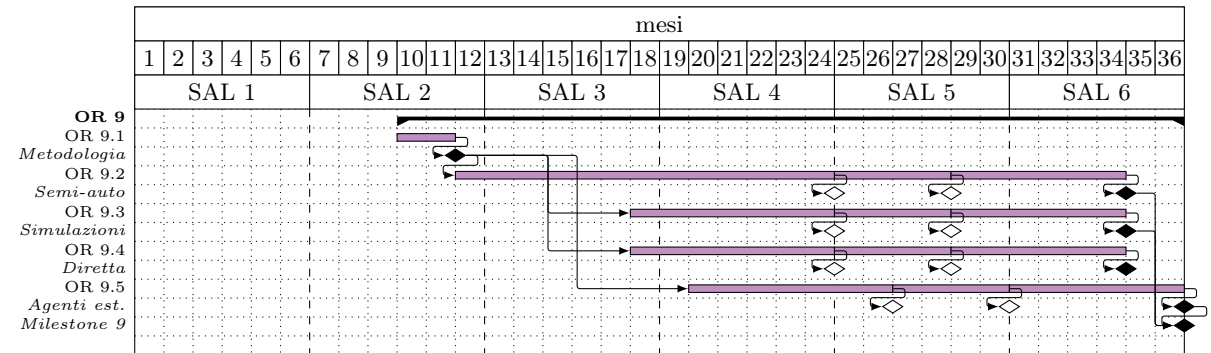 mesi
1 2 3 4 5 6 7 8 9 10 11 12 13 14 15 16 17 18 19 20 21 22 23 24 25 26 27 28 29 30 31 32 33 34 35 36
SAL 1 SAL 2 SAL 3 SAL 4 SAL 5 SAL 6
OR 9
OR 9.1
Metodologia
OR 9.2
Semi-auto
OR 9.3
Simulazioni
OR 9.4
Diretta
OR 9.5
Agenti est.
Milestone 9